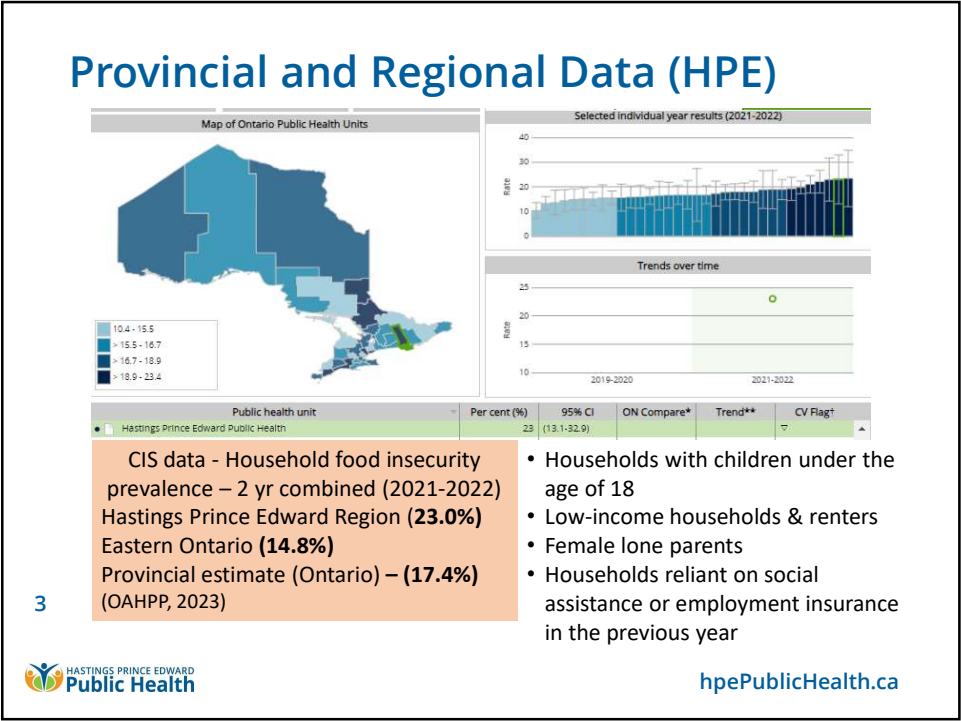 Provincial and Regional Data (HPE)
Map of Ontario Public Health Units
10.4 - 15.5
> 15.5 - 16.7
> 16.7 - 18.9
> 18.9 - 23.4
Selected individual year results (2021-2022)
Rate
40
30
20
10
0
Trends over time
Rate
25
20
15
10
2019-2020
2021-2022
Public health unit Per cent (%) 95% CI ON Compare* Trend** CV Flag†
Hastings Prince Edward Public Health 23 (13.1-32.9)
CIS data - Household food insecurity
prevalence – 2 yr combined (2021-2022)
Hastings Prince Edward Region (23.0%)
Eastern Ontario (14.8%)
Provincial estimate (Ontario) – (17.4%)
(OAHPP, 2023)
• Households with children under the
age of 18
• Low-income households & renters
• Female lone parents
• Households reliant on social
assistance or employment insurance
in the previous year
3
HASTINGS PRINCE EDWARD
Public Health
hpePublicHealth.ca